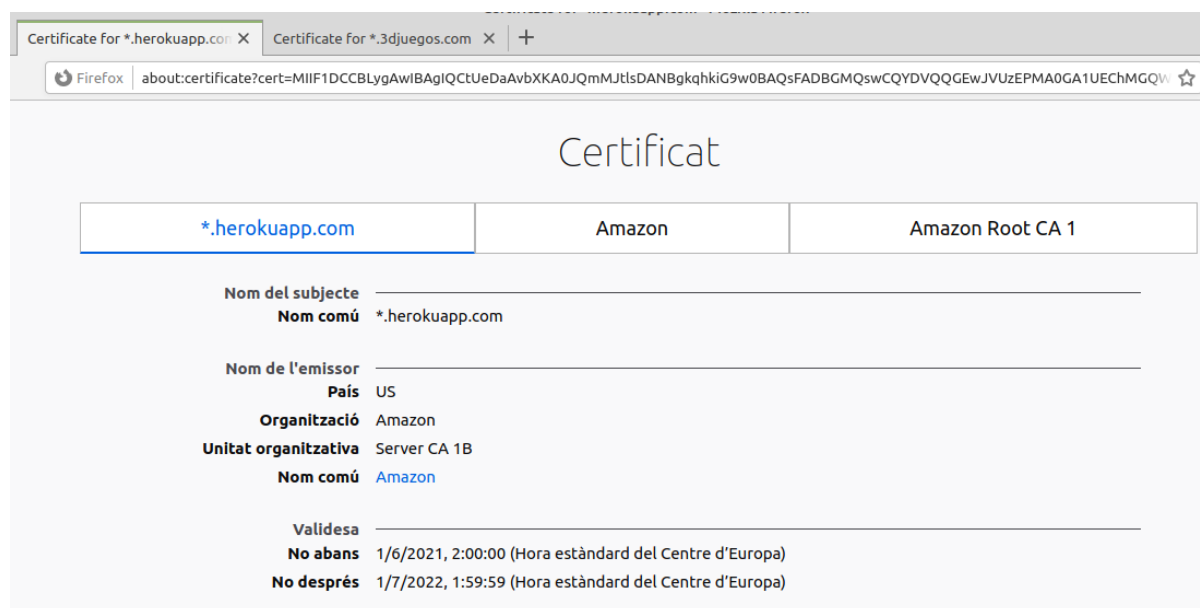 Certificate for *.herokuapp.con
Certificate for *.3djuegos.com
Firefox about:certificate?cert=MIIF1DCCBLygAwIBAgIQCtUeDaAvbXKA0JQmMJtlsDANBgkqhkiG9w0BAQsFADBGMQswCQYDVQQGEwJVUzEPMA0GA1UEChMGQW
Certificat
*.herokuapp.com Amazon Amazon Root CA 1
Nom del subjecte
Nom comú *.herokuapp.com
Nom de l'emissor
País US
Organització Amazon
Unitat organitzativa Server CA 1B
Nom comú Amazon
Validesa
No abans 1/6/2021, 2:00:00 (Hora estàndard del Centre d’Europa)
No després 1/7/2022, 1:59:59 (Hora estàndard del Centre d’Europa)